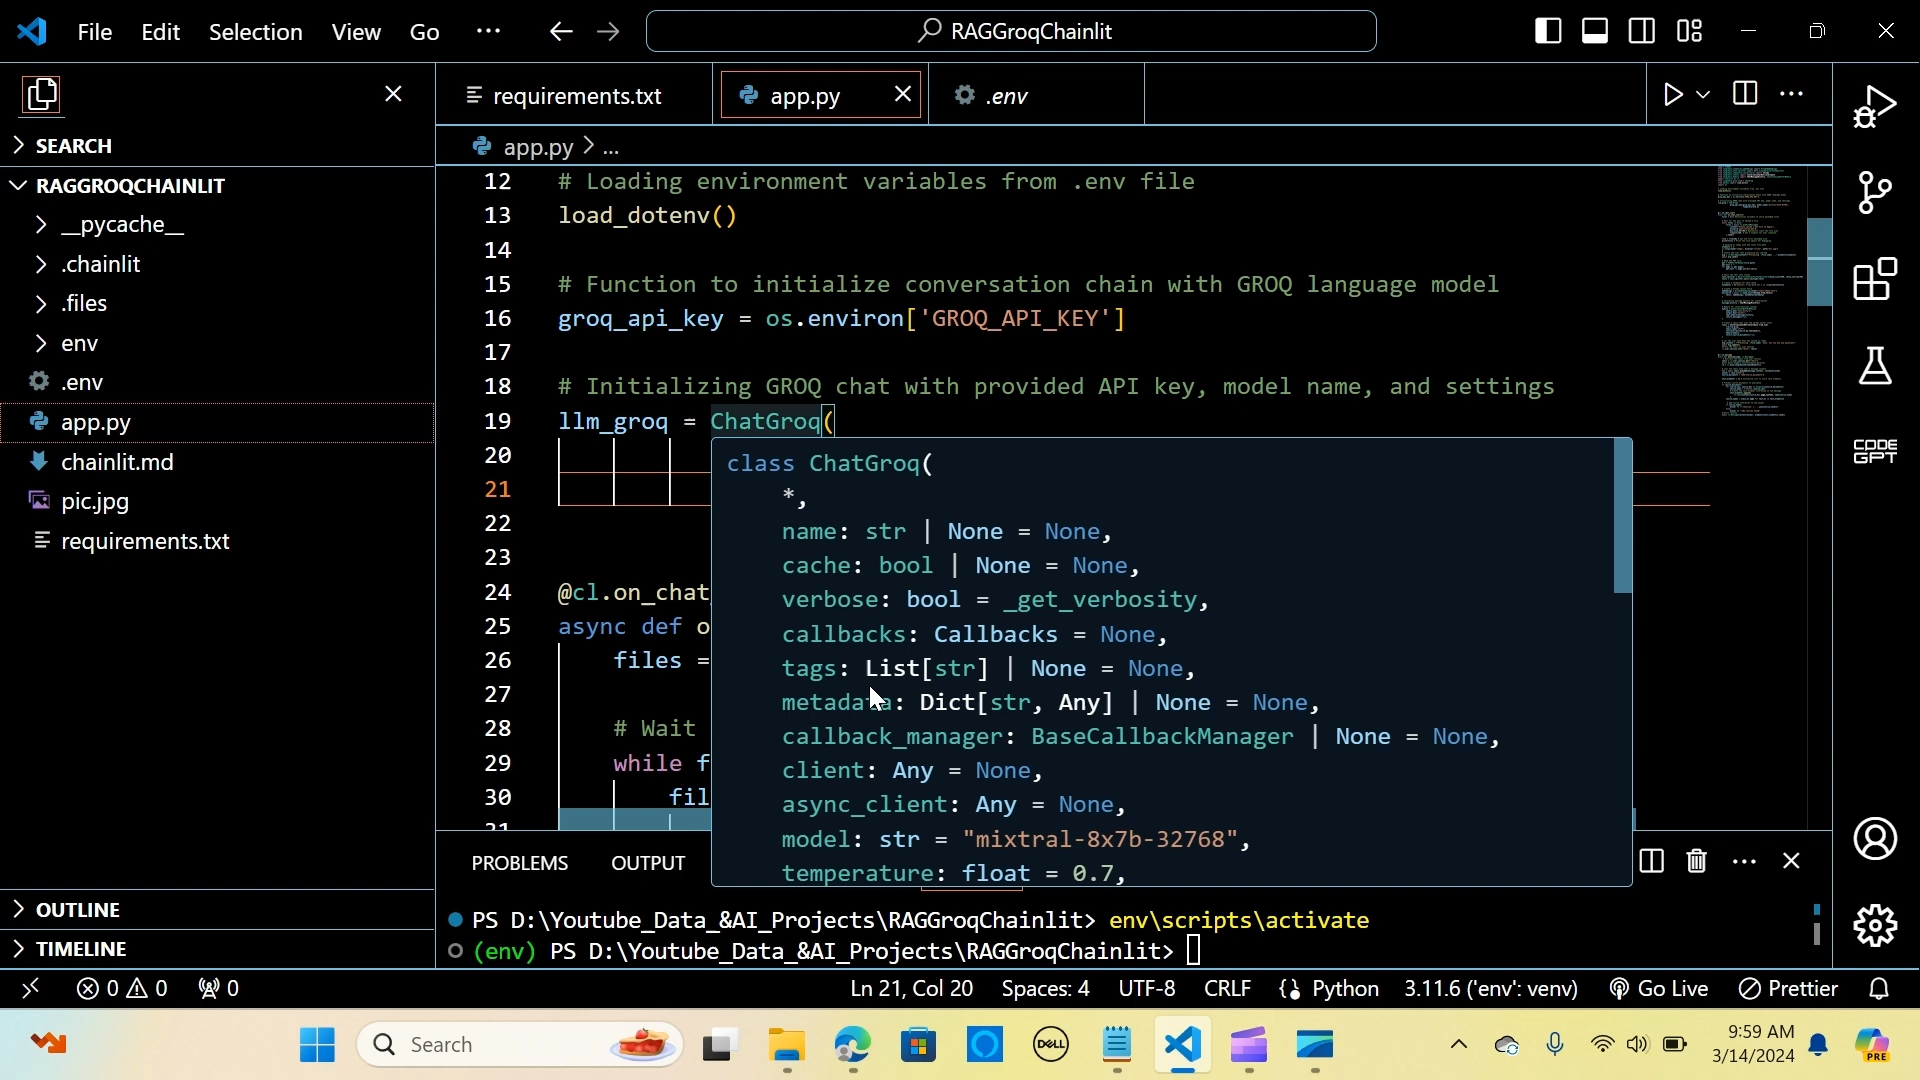 File Edit Selection View Go ··· RAGGroqChainlit
requirements.txt app.py .env
SEARCH
app.py > ...
RAGGROQCHAINLIT
__pycache__
.chainlit
.files
env
.env
app.py
chainlit.md
pic.jpg
requirements.txt
OUTLINE
TIMELINE
12 # Loading environment variables from .env file
13 load_dotenv()
14
15 # Function to initialize conversation chain with GROQ language model
16 groq_api_key = os.environ['GROQ_API_KEY']
17
18 # Initializing GROQ chat with provided API key, model name, and settings
19 llm_groq = ChatGroq(
20
21
22
23
24 @cl.on_chat_
25 async def o
26 files =
27
28 # Wait
29 while f
30 fil
31
class ChatGroq(
*,
name: str | None = None,
cache: bool | None = None,
verbose: bool = _get_verbosity,
callbacks: Callbacks = None,
tags: List[str] | None = None,
metadata: Dict[str, Any] | None = None,
callback_manager: BaseCallbackManager | None = None,
client: Any = None,
async_client: Any = None,
model: str = "mixtral-8x7b-32768",
temperature: float = 0.7,
PROBLEMS OUTPUT
PS D:\Youtube_Data_&AI_Projects\RAGGroqChainlit> env\scripts\activate
(env) PS D:\Youtube_Data_&AI_Projects\RAGGroqChainlit>
CODE
GPT
0 0 0 Ln 21, Col 20 Spaces: 4 UTF-8 CRLF Python 3.11.6 ('env': venv) Go Live Prettier
Search
DELL
9:59 AM
3/14/2024
PRE